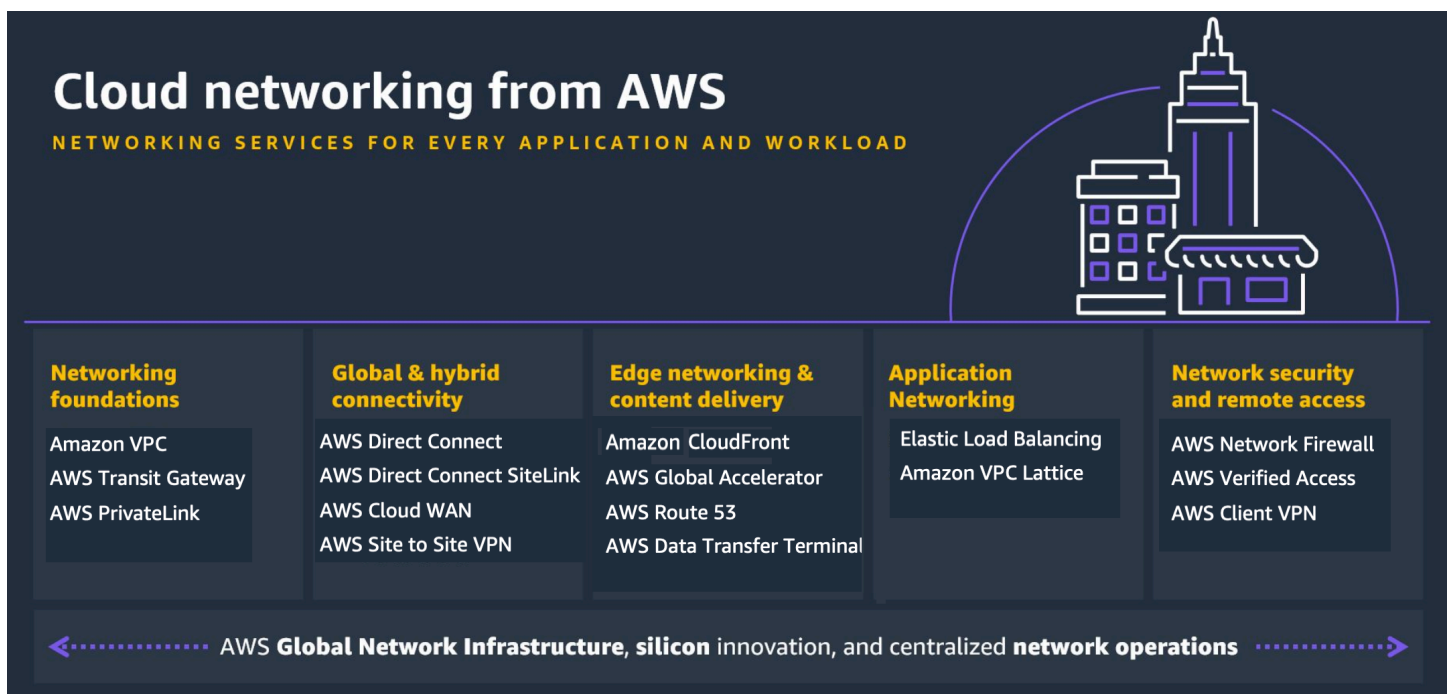 Cloud networking from AWS
NETWORKING SERVICES FOR EVERY APPLICATION AND WORKLOAD
Networking
foundations
Amazon VPC
AWS Transit Gateway
AWS PrivateLink
Global & hybrid
connectivity
AWS Direct Connect
AWS Direct Connect SiteLink
AWS Cloud WAN
AWS Site to Site VPN
Edge networking &
content delivery
Amazon CloudFront
AWS Global Accelerator
AWS Route 53
AWS Data Transfer Terminal
Application
Networking
Elastic Load Balancing
Amazon VPC Lattice
Network security
and remote access
AWS Network Firewall
AWS Verified Access
AWS Client VPN
AWS Global Network Infrastructure, silicon innovation, and centralized network operations